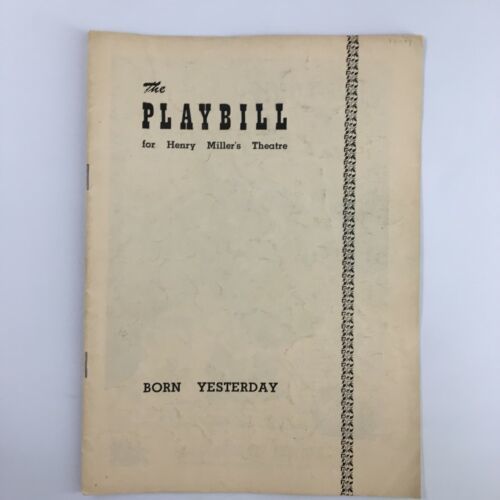 The
PLAYBILL
for Henry Miller's Theatre
BORN YESTERDAY